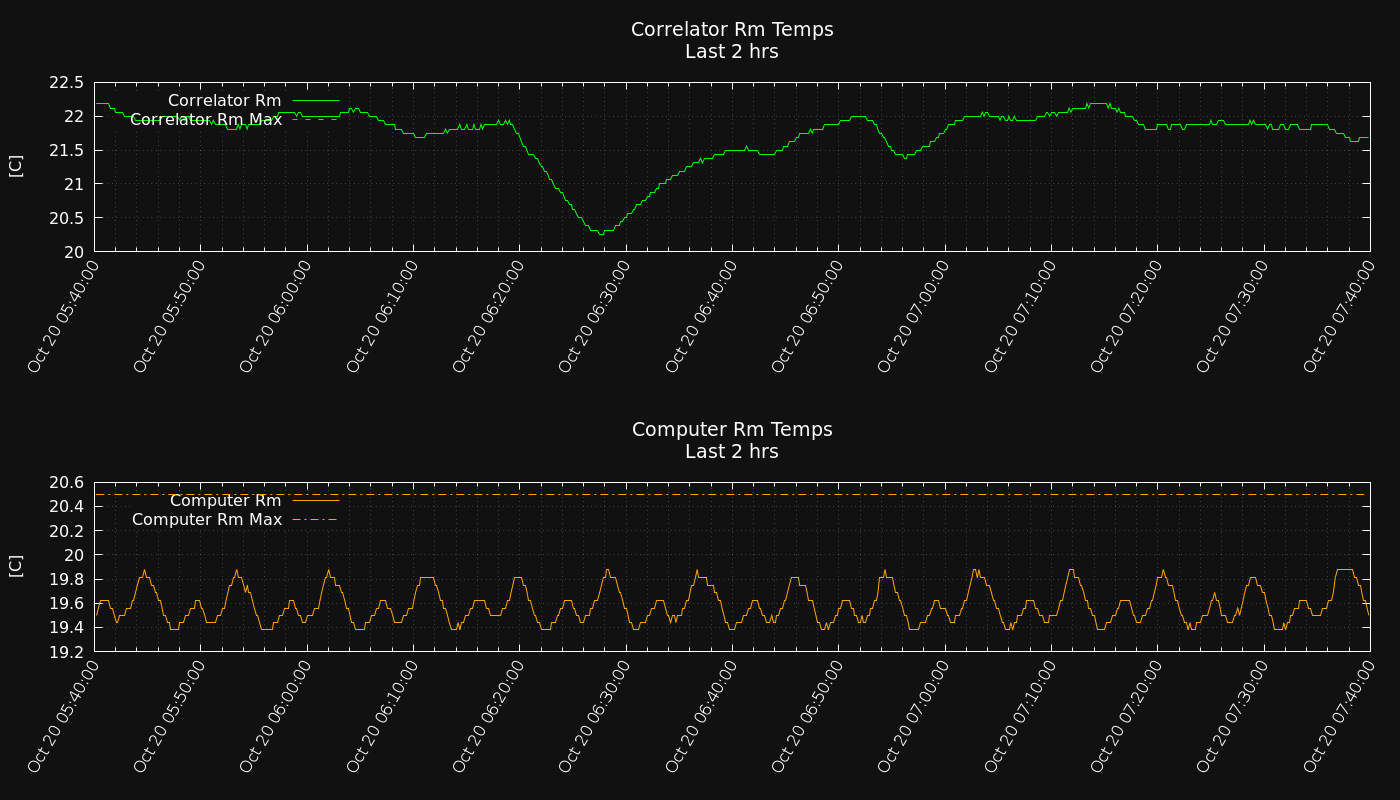 Correlator Rm Temps
Last 2 hrs
22.5
22
21.5
21
20.5
20
[C]
Correlator Rm
Correlator Rm Max
Oct 20 05:40:00
Oct 20 05:50:00
Oct 20 06:00:00
Oct 20 06:10:00
Oct 20 06:20:00
Oct 20 06:30:00
Oct 20 06:40:00
Oct 20 06:50:00
Oct 20 07:00:00
Oct 20 07:10:00
Oct 20 07:20:00
Oct 20 07:30:00
Oct 20 07:40:00
Computer Rm Temps
Last 2 hrs
20.6
20.4
20.2
20
19.8
19.6
19.4
19.2
[C]
Computer Rm
Computer Rm Max
Oct 20 05:40:00
Oct 20 05:50:00
Oct 20 06:00:00
Oct 20 06:10:00
Oct 20 06:20:00
Oct 20 06:30:00
Oct 20 06:40:00
Oct 20 06:50:00
Oct 20 07:00:00
Oct 20 07:10:00
Oct 20 07:20:00
Oct 20 07:30:00
Oct 20 07:40:00